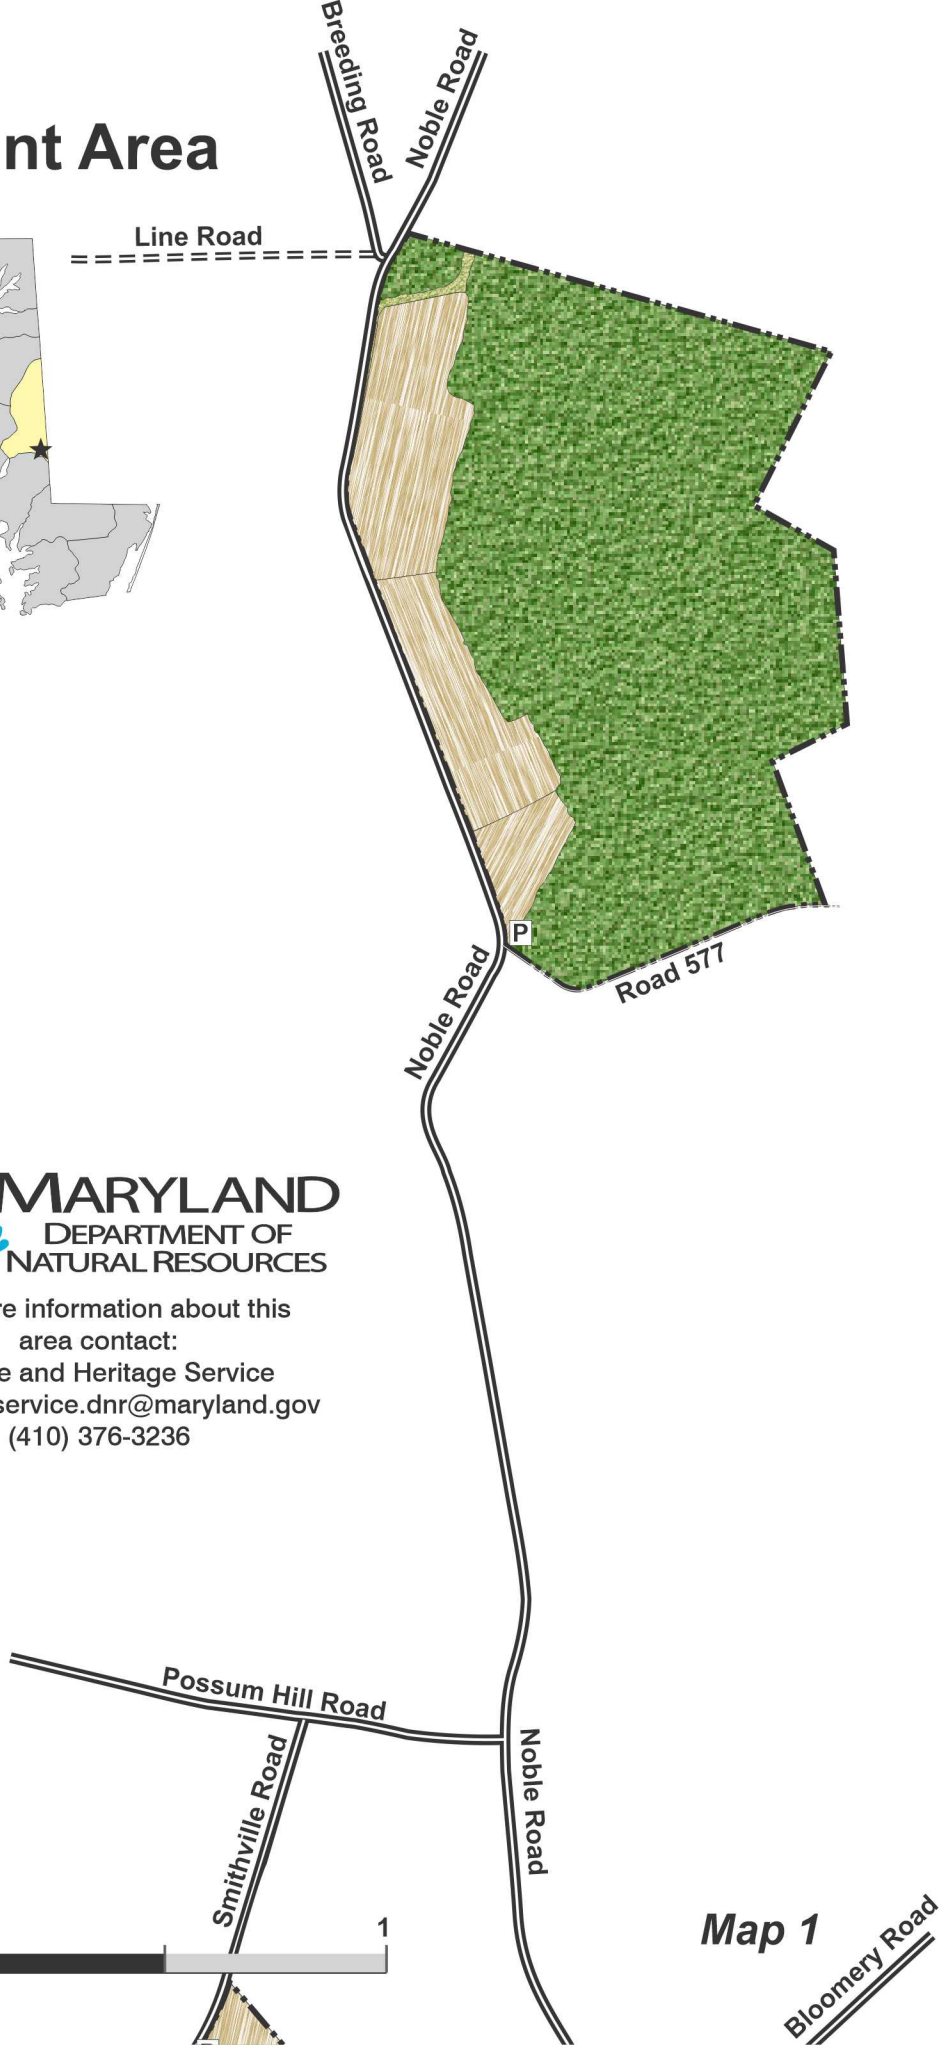 Breeding Road
Noble Road
nt Area
Line Road
P
Road 577
Noble Road
MARYLAND
DEPARTMENT OF
NATURAL RESOURCES
re information about this
area contact:
e and Heritage Service
service.dnr@maryland.gov
(410) 376-3236
Possum Hill Road
Smithville Road
Noble Road
1
Map 1
Bloomery Road